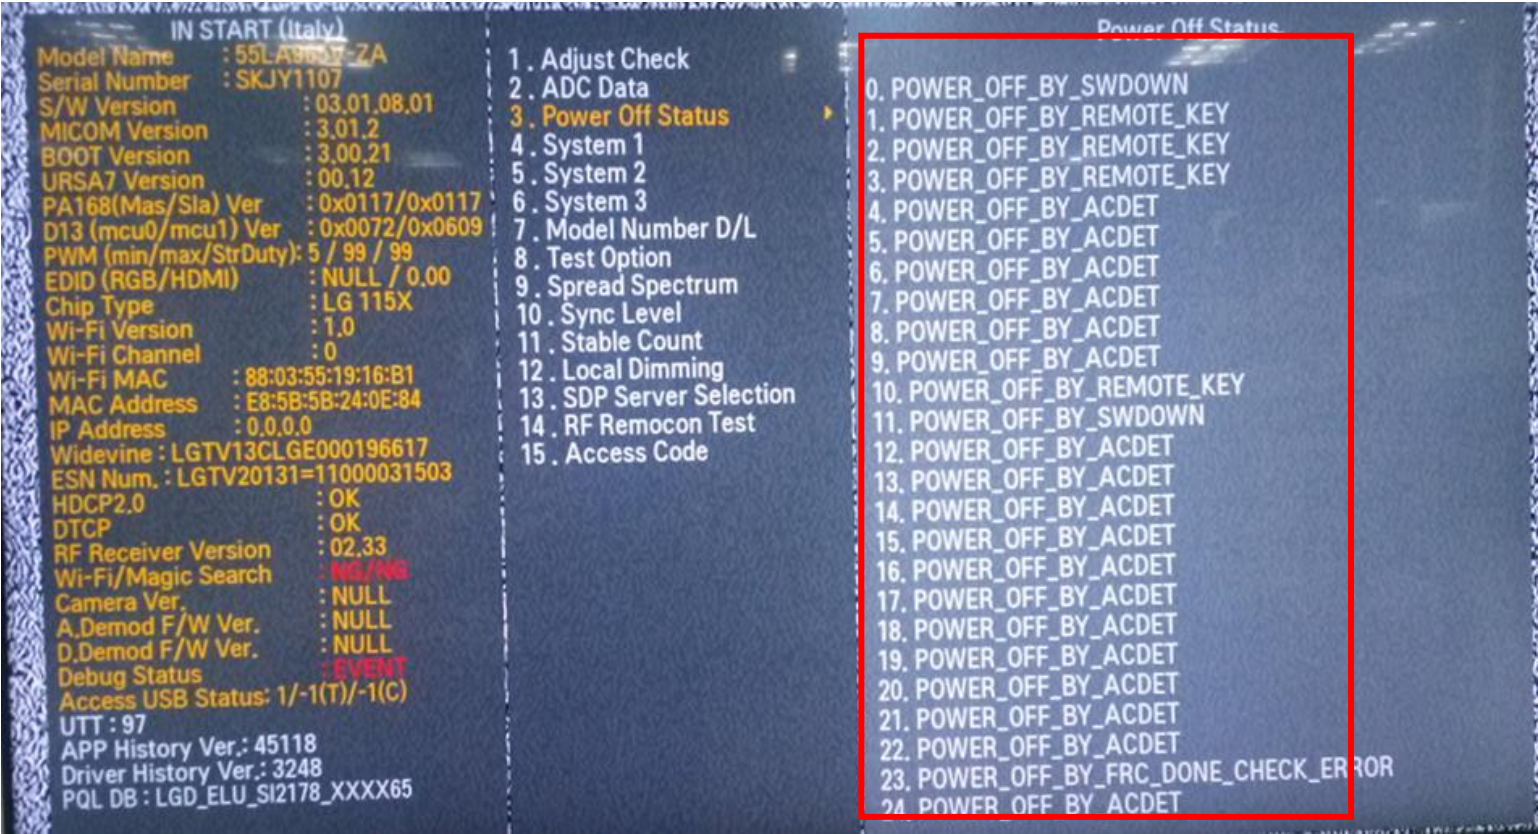 IN START (Italy)
Model Name : 55LA965V-ZA
Serial Number : SKJY1107
S/W Version : 03.01.08.01
MICOM Version : 3.01.2
BOOT Version : 3.00.21
URSA7 Version : 00.12
PA168(Mas/Sla) Ver : 0x0117/0x0117
D13 (mcu0/mcu1) Ver : 0x0072/0x0609
PWM (min/max/StrDuty): 5 / 99 / 99
EDID (RGB/HDMI) : NULL / 0.00
Chip Type : LG 115X
Wi-Fi Version : 1.0
Wi-Fi Channel : 0
Wi-Fi MAC : 88:03:55:19:16:B1
MAC Address : E8:5B:5B:24:0E:84
IP Address : 0.0.0.0
Widevine : LGTV13CLGE000196617
ESN Num. : LGTV20131=11000031503
HDCP2.0 : OK
DTCP : OK
RF Receiver Version : 02.33
Wi-Fi/Magic Search : NG/NG
Camera Ver. : NULL
A.Demod F/W Ver. : NULL
D.Demod F/W Ver. : NULL
Debug Status : EVENT
Access USB Status: 1/-1(T)/-1(C)
UTT : 97
APP History Ver.: 45118
Driver History Ver.: 3248
PQL DB : LGD_ELU_SI2178_XXXX65
1 . Adjust Check
2 . ADC Data
3 . Power Off Status
4 . System 1
5 . System 2
6 . System 3
7 . Model Number D/L
8 . Test Option
9 . Spread Spectrum
10 . Sync Level
11 . Stable Count
12 . Local Dimming
13 . SDP Server Selection
14 . RF Remocon Test
15 . Access Code
Power Off Status
0. POWER_OFF_BY_SWDOWN
1. POWER_OFF_BY_REMOTE_KEY
2. POWER_OFF_BY_REMOTE_KEY
3. POWER_OFF_BY_REMOTE_KEY
4. POWER_OFF_BY_ACDET
5. POWER_OFF_BY_ACDET
6. POWER_OFF_BY_ACDET
7. POWER_OFF_BY_ACDET
8. POWER_OFF_BY_ACDET
9. POWER_OFF_BY_ACDET
10. POWER_OFF_BY_REMOTE_KEY
11. POWER_OFF_BY_SWDOWN
12. POWER_OFF_BY_ACDET
13. POWER_OFF_BY_ACDET
14. POWER_OFF_BY_ACDET
15. POWER_OFF_BY_ACDET
16. POWER_OFF_BY_ACDET
17. POWER_OFF_BY_ACDET
18. POWER_OFF_BY_ACDET
19. POWER_OFF_BY_ACDET
20. POWER_OFF_BY_ACDET
21. POWER_OFF_BY_ACDET
22. POWER_OFF_BY_ACDET
23. POWER_OFF_BY_FRC_DONE_CHECK_ERROR
24. POWER_OFF_BY_ACDET